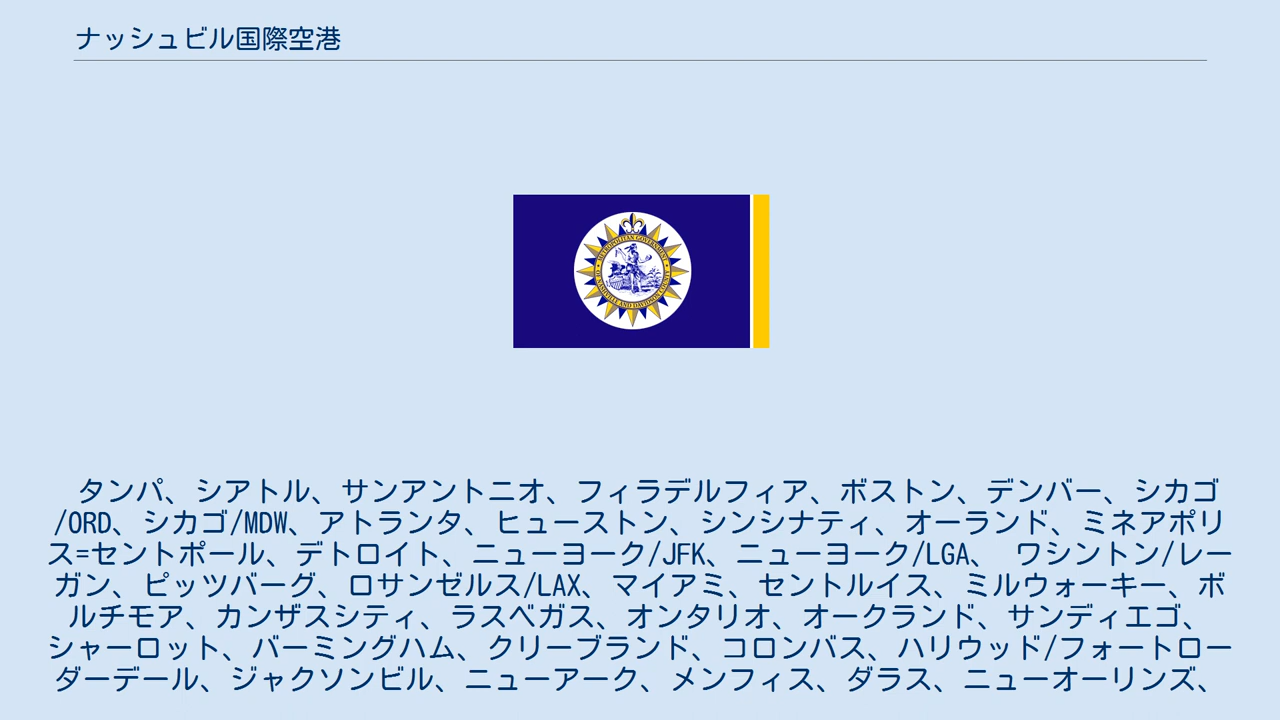 ナッシュビル国際空港
タンパ、シアトル、サンアントニオ、フィラデルフィア、ボストン、デンバー、シカゴ
/ORD、シカゴ/MDW、アトランタ、ヒューストン、シンシナティ、オーランド、ミネアポリ
ス=セントポール、デトロイト、ニューヨーク/JFK、ニューヨーク/LGA、 ワシントン/レー
ガン、ピッツバーグ、ロサンゼルス/LAX、マイアミ、セントルイス、ミルウォーキー、ボ
ルチモア、カンザスシティ、ラスベガス、オンタリオ、オークランド、サンディエゴ、
シャーロット、バーミングハム、クリーブランド、コロンバス、ハリウッド/フォートロー
ダーデール、ジャクソンビル、ニューアーク、メンフィス、ダラス、ニューオーリンズ、